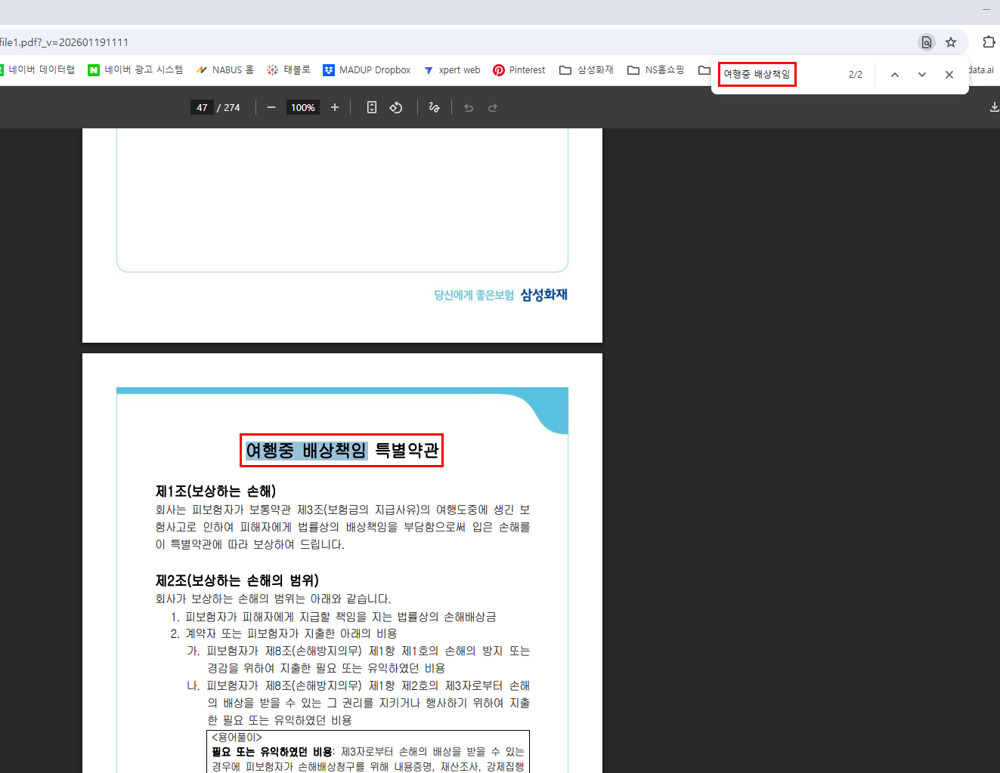 file1.pdf?_v=202601191111
네이버 데이터랩 네이버 광고 시스템 NABUS 홈 태블로 MADUP Dropbox xpert web Pinterest 삼성화재 NS홈쇼핑 data.ai
여행중 배상책임 2/2
47 / 274 100%
당신에게 좋은보험 삼성화재
여행중 배상책임 특별약관
제1조(보상하는 손해)
회사는 피보험자가 보통약관 제3조(보험금의 지급사유)의 여행도중에 생긴 보
험사고로 인하여 피해자에게 법률상의 배상책임을 부담함으로써 입은 손해를
이 특별약관에 따라 보상하여 드립니다.
제2조(보상하는 손해의 범위)
회사가 보상하는 손해의 범위는 아래와 같습니다.
1. 피보험자가 피해자에게 지급할 책임을 지는 법률상의 손해배상금
2. 계약자 또는 피보험자가 지출한 아래의 비용
가. 피보험자가 제8조(손해방지의무) 제1항 제1호의 손해의 방지 또는
경감을 위하여 지출한 필요 또는 유익하였던 비용
나. 피보험자가 제8조(손해방지의무) 제1항 제2호의 제3자로부터 손해
의 배상을 받을 수 있는 그 권리를 지키거나 행사하기 위하여 지출
한 필요 또는 유익하였던 비용
<용어풀이>
필요 또는 유익하였던 비용: 제3자로부터 손해의 배상을 받을 수 있는
경우에 피보험자가 손해배상청구를 위해 내용증명, 재산조사, 강제집행